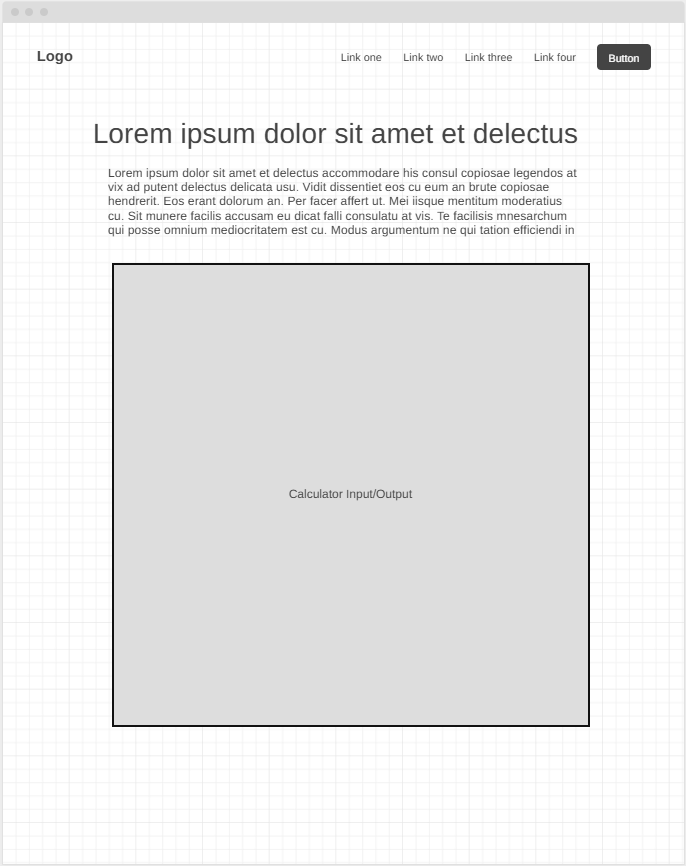 Logo
Link one
Link two
Link three
Link four
Button
Lorem ipsum dolor sit amet et delectus
Lorem ipsum dolor sit amet et delectus accommodare his consul copiosae legendos at
vix ad putent delectus delicata usu. Vidit dissentiet eos cu eum an brute copiosae
hendrerit. Eos erant dolorum an. Per facer affert ut. Mei iisque mentitum moderatius
cu. Sit munere facilis accusam eu dicat falli consulatu at vis. Te facilisis mnesarchum
qui posse omnium mediocritatem est cu. Modus argumentum ne qui tation efficiendi in
Calculator Input/Output